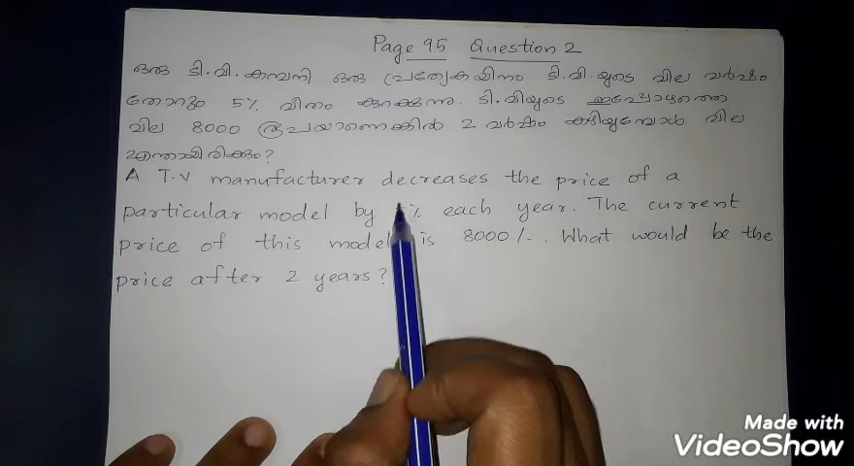 Page 95 Question 2
ഒരു ടി.വി. കമ്പനി ഒരു പ്രത്യേകയിനം ടി.വി.യുടെ വില വർഷം
തോറും 5% വീതം കുറക്കുന്നു. ടി.വിയുടെ ഇപ്പോഴത്തെ
വില 8000 രൂപയാണെങ്കിൽ 2 വർഷം കഴിയുമ്പോൾ വില
എന്തായിരിക്കും?
A T.V manufacturer decreases the price of a
particular model by % each year. The current
price of this model is 8000/-. What would be the
price after 2 years?
Made with
VideoShow